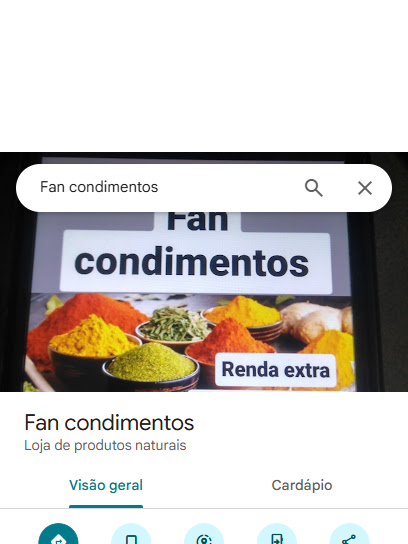 Fan condimentos
Fan
condimentos
Renda extra
Fan condimentos
Loja de produtos naturais
Visão geral
Cardápio